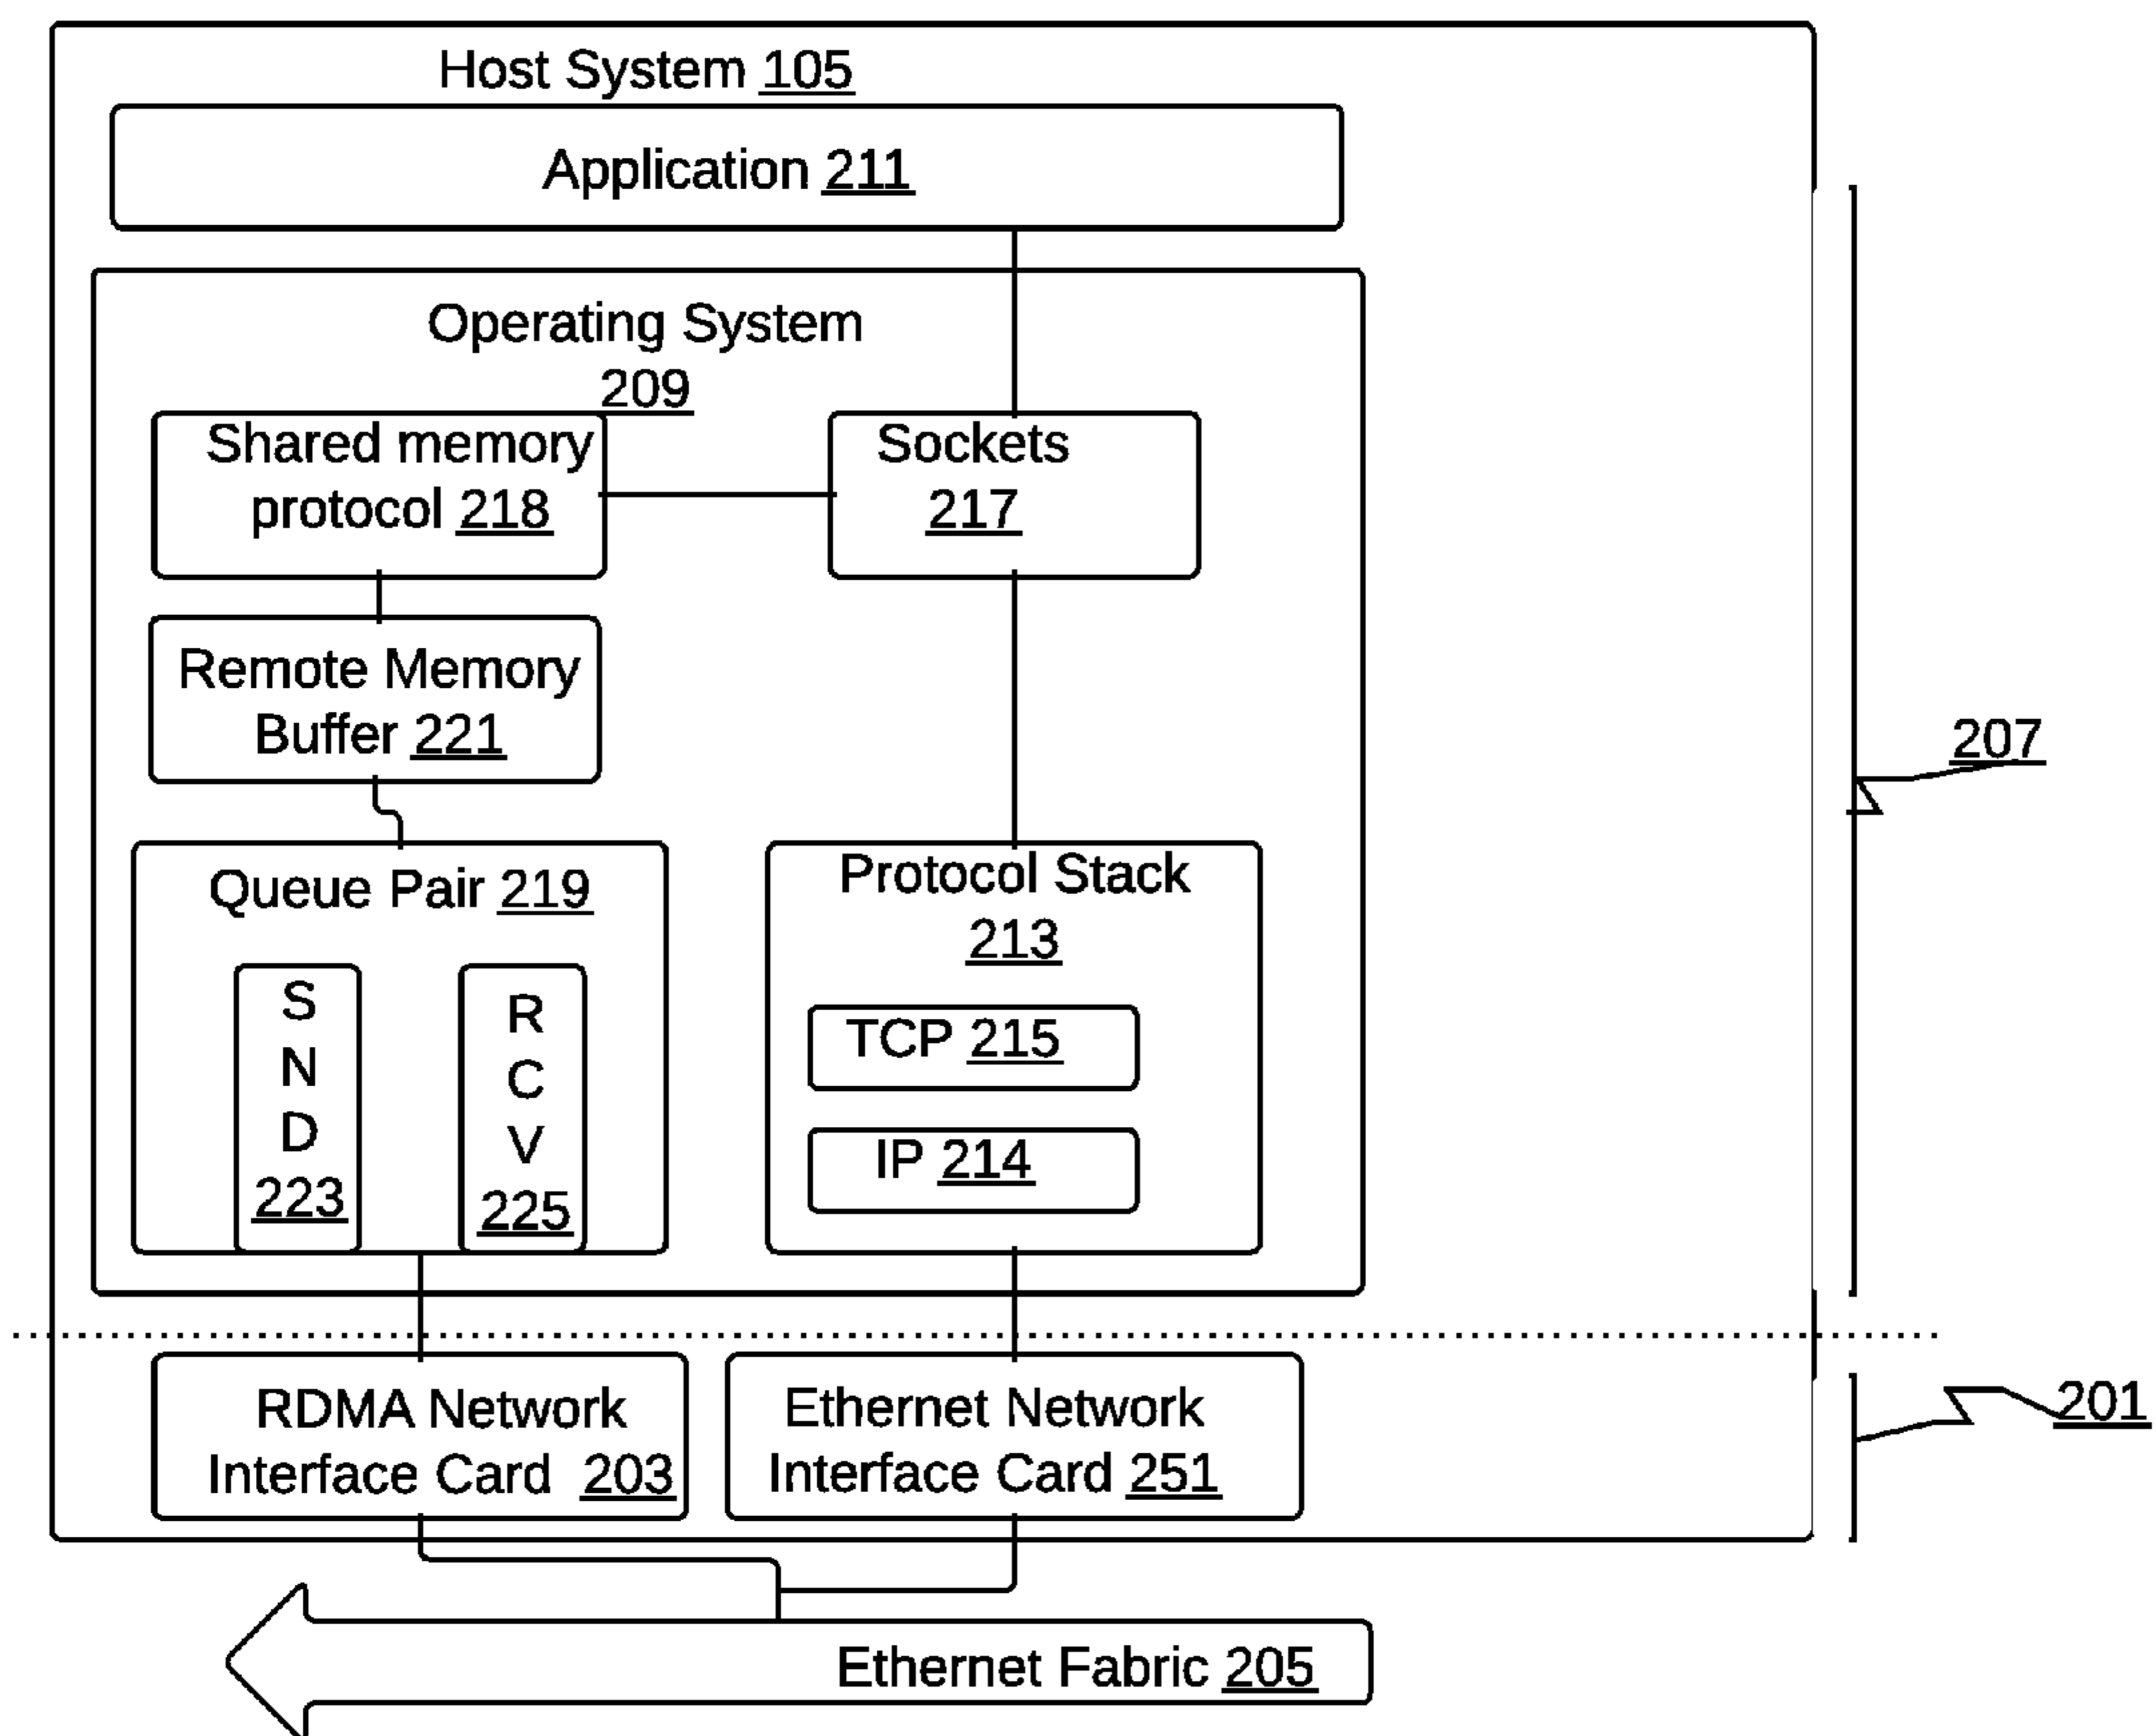 Host System 105
Application 211
Operating System
209
Shared memory
protocol 218
Sockets
217
Remote Memory
Buffer 221
207
Queue Pair 219
S
N
D
223
R
C
V
225
Protocol Stack
213
TCP 215
IP 214
RDMA Network
Interface Card 203
Ethernet Network
Interface Card 251
201
Ethernet Fabric 205